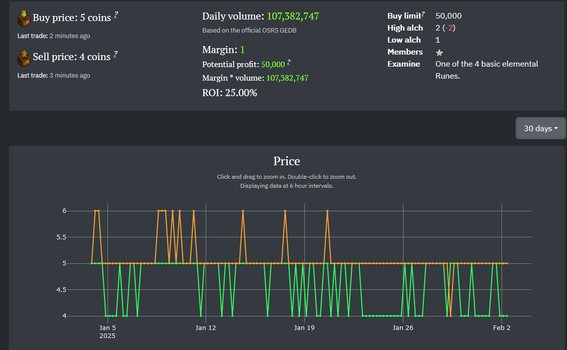 Buy price: 5 coins ?
Last trade: 2 minutes ago
Sell price: 4 coins ?
Last trade: 3 minutes ago
Daily volume: 107,382,747
Based on the official OSRS GEDB
Margin: 1
Potential profit: 50,000 ?
Margin * volume: 107,382,747
ROI: 25.00%
Buy limit? 50,000
High alch 2 (-2)
Low alch 1
Members
Examine One of the 4 basic elemental
Runes.
30 days
Price
Click and drag to zoom in. Double-click to zoom out.
Displaying data at 6 hour intervals.
6
5.5
5
4.5
4
Jan 5 Jan 12 Jan 19 Jan 26 Feb 2
2025